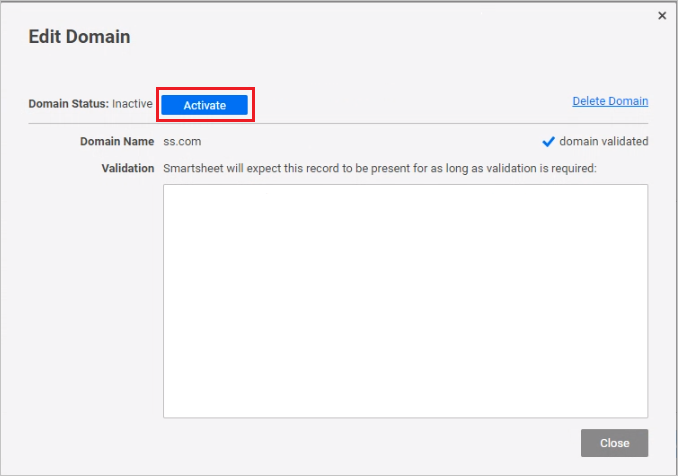 Edit Domain
Domain Status: Inactive Activate Delete Domain
Domain Name ss.com domain validated
Validation Smartsheet will expect this record to be present for as long as validation is required:
Close